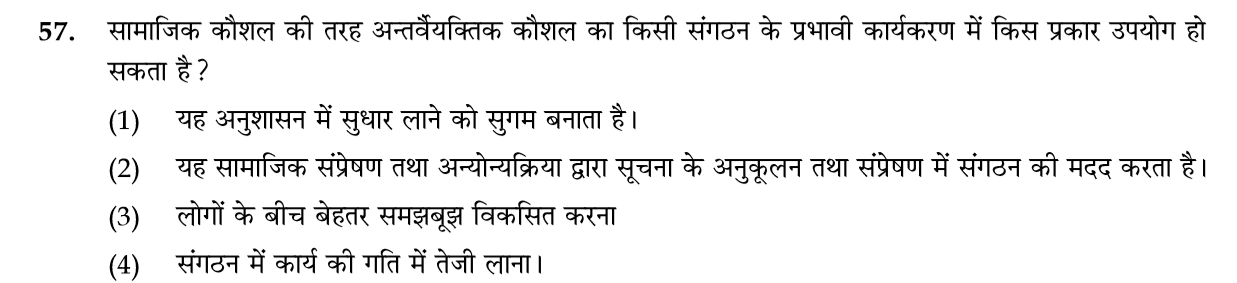 57. सामाजिक कौशल की तरह अन्तर्वैयक्तिक कौशल का किसी संगठन के प्रभावी कार्यकरण में किस प्रकार उपयोग हो
सकता है ?
(1) यह अनुशासन में सुधार लाने को सुगम बनाता है।
(2) यह सामाजिक संप्रेषण तथा अन्योन्यक्रिया द्वारा सूचना के अनुकूलन तथा संप्रेषण में संगठन की मदद करता है।
(3) लोगों के बीच बेहतर समझबूझ विकसित करना
(4) संगठन में कार्य की गति में तेजी लाना।